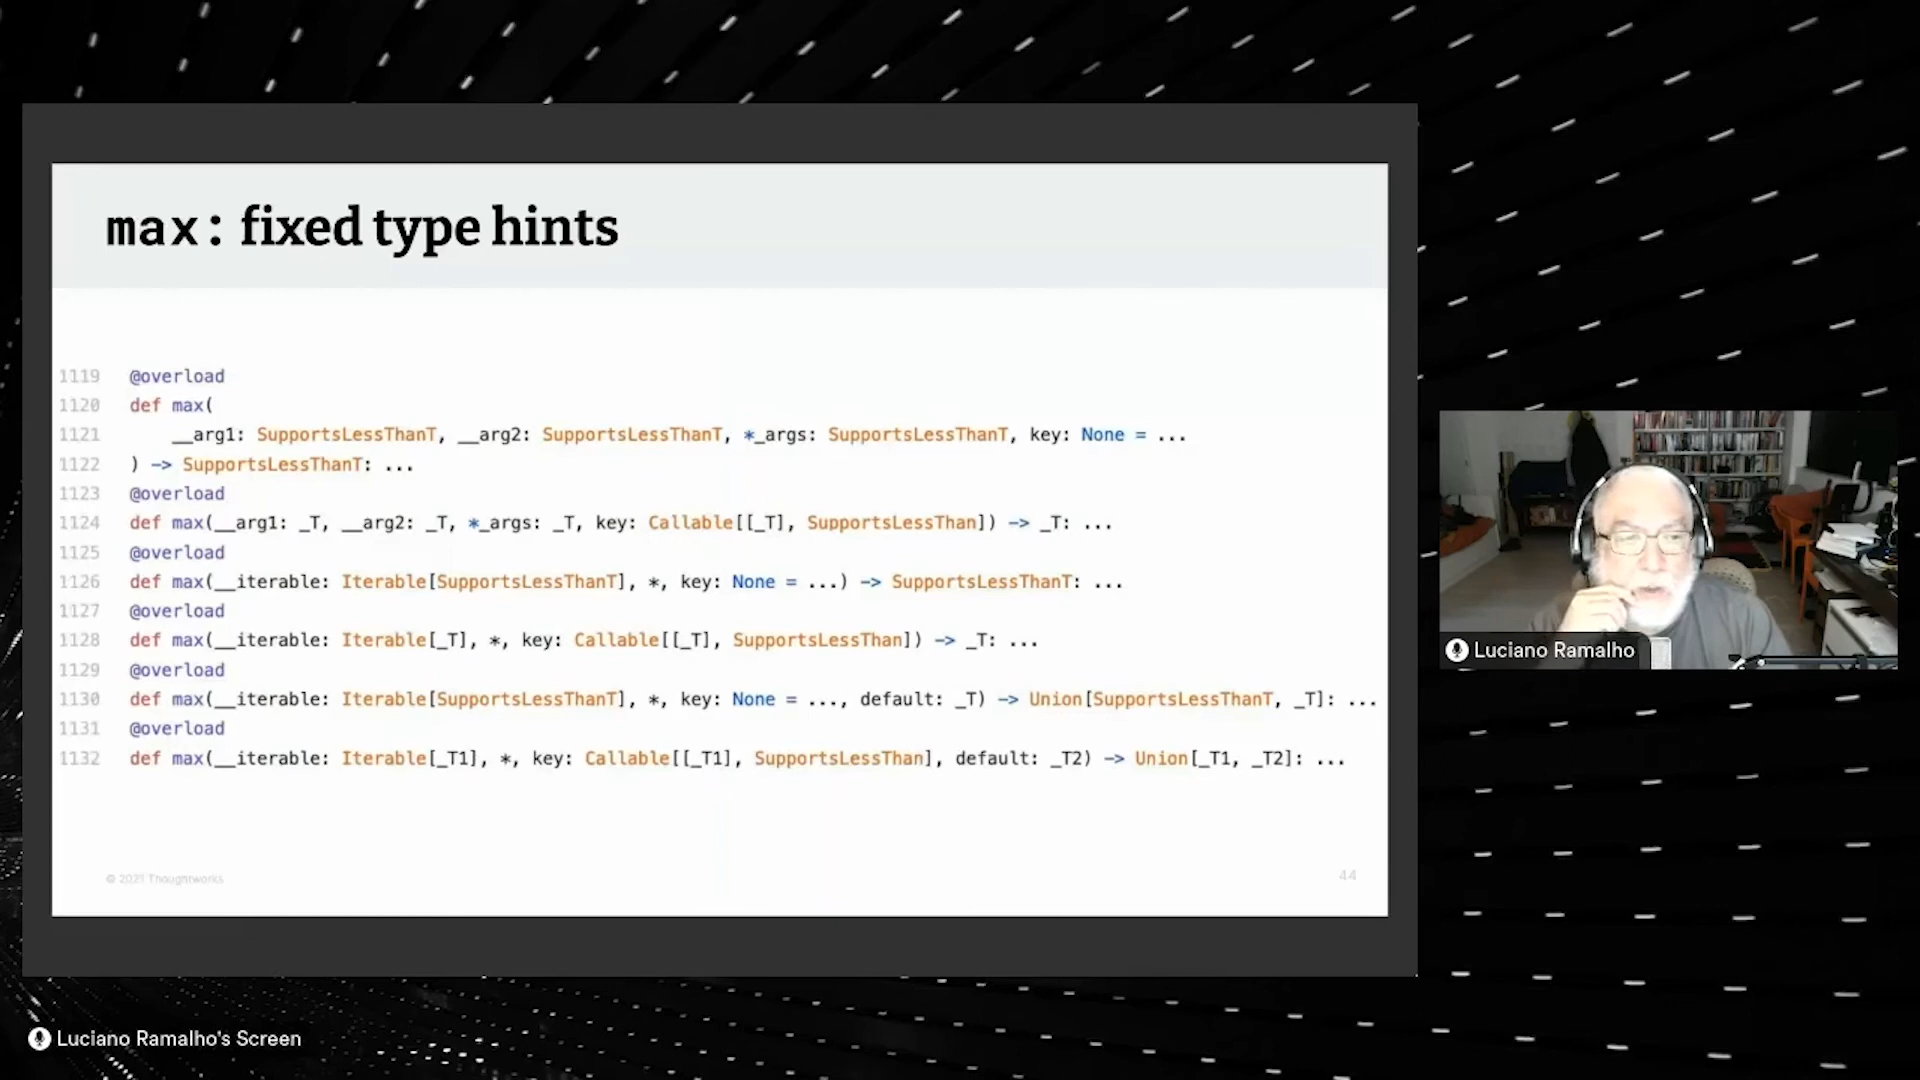 max: fixed type hints
1119 @overload
1120 def max(
1121 __arg1: SupportsLessThanT, __arg2: SupportsLessThanT, *_args: SupportsLessThanT, key: None = ...
1122 ) -> SupportsLessThanT: ...
1123 @overload
1124 def max(__arg1: _T, __arg2: _T, *_args: _T, key: Callable[[_T], SupportsLessThan]) -> _T: ...
1125 @overload
1126 def max(__iterable: Iterable[SupportsLessThanT], *, key: None = ...) -> SupportsLessThanT: ...
1127 @overload
1128 def max(__iterable: Iterable[_T], *, key: Callable[[_T], SupportsLessThan]) -> _T: ...
1129 @overload
1130 def max(__iterable: Iterable[SupportsLessThanT], *, key: None = ..., default: _T) -> Union[SupportsLessThanT, _T]: ...
1131 @overload
1132 def max(__iterable: Iterable[_T1], *, key: Callable[[_T1], SupportsLessThan], default: _T2) -> Union[_T1, _T2]: ...
© 2021 Thoughtworks
44
Luciano Ramalho
Luciano Ramalho's Screen